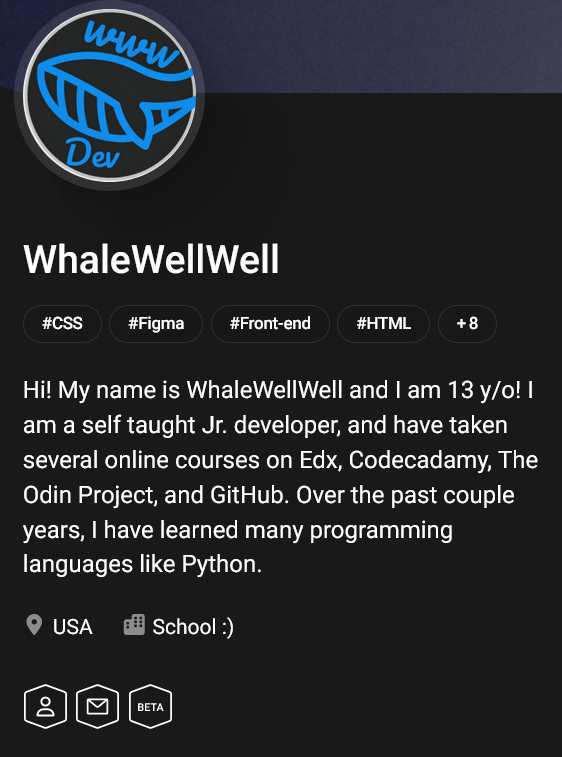 www
Dev
WhaleWellWell
#CSS #Figma #Front-end #HTML +8
Hi! My name is WhaleWellWell and I am 13 y/o! I
am a self taught Jr. developer, and have taken
several online courses on Edx, Codecadamy, The
Odin Project, and GitHub. Over the past couple
years, I have learned many programming
languages like Python.
USA School :)
BETA